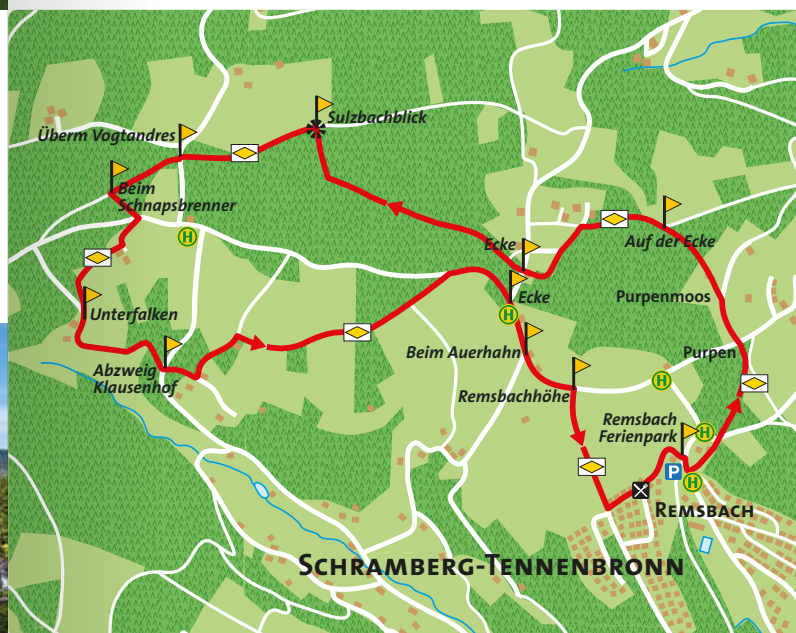 Sulzbachblick
Überm Vogtandres
Beim
Schnapsbrenner
H
Ecke
Auf der Ecke
Unterfalken
Ecke
Purpenmoos
H
Beim Auerhahn
Purpen
Abzweig
Klausenhof
H
Remsbachhöhe
Remsbach
Ferienpark
H
P
H
REMSBACH
SCHRAMBERG-TENNENBRONN